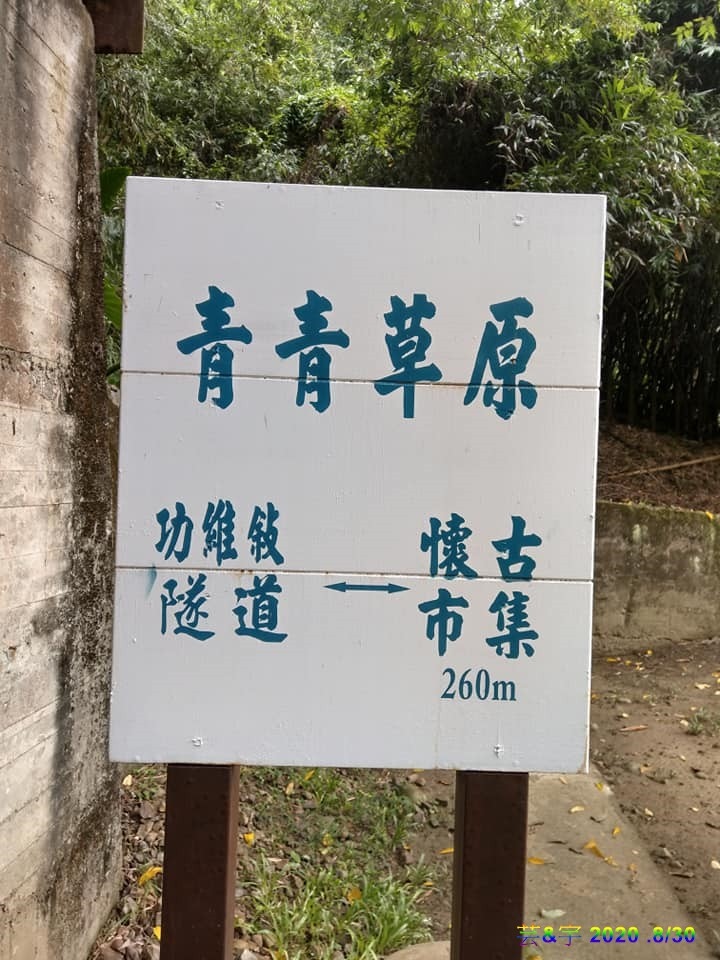 青青草原
功維敍
隧道
↔
懷古
市集
260m
芸&宇 2020 .8/30